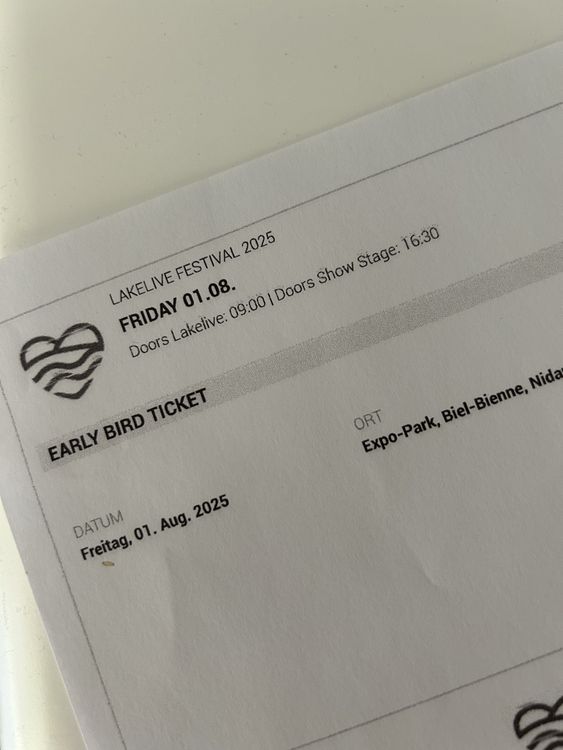 LAKELIVE FESTIVAL 2025
FRIDAY 01.08.
Doors Lakelive: 09:00 | Doors Show Stage: 16:30
EARLY BIRD TICKET
ORT
Expo-Park, Biel-Bienne,
DATUM
Freitag, 01. Aug. 2025